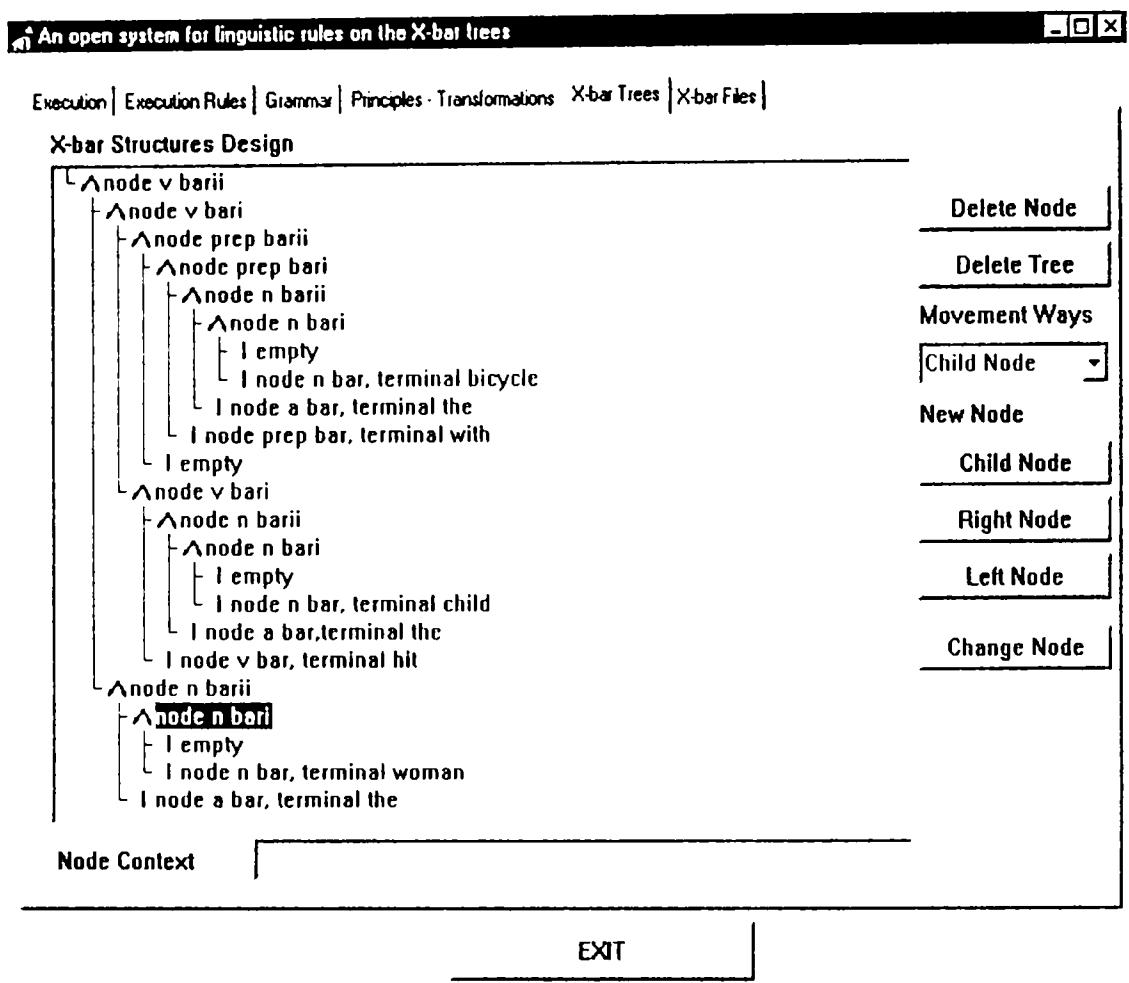 An open system for linguistic rules on the X-bar trees
Execution Execution Rules Grammar Principles - Transformations X-bar Trees X-bar Files
X-bar Structures Design
node v barii
node v bari
node prep barii
node prep bari
node n barii
node n bari
empty
node n bar, terminal bicycle
node a bar, terminal the
node prep bar, terminal with
empty
node v bari
node n barii
node n bari
empty
node n bar, terminal child
node a bar,terminal the
node v bar, terminal hit
node n barii
node n bari
empty
node n bar, terminal woman
node a bar, terminal the
Delete Node
Delete Tree
Movement Ways
Child Node
New Node
Child Node
Right Node
Left Node
Change Node
Node Context
EXIT